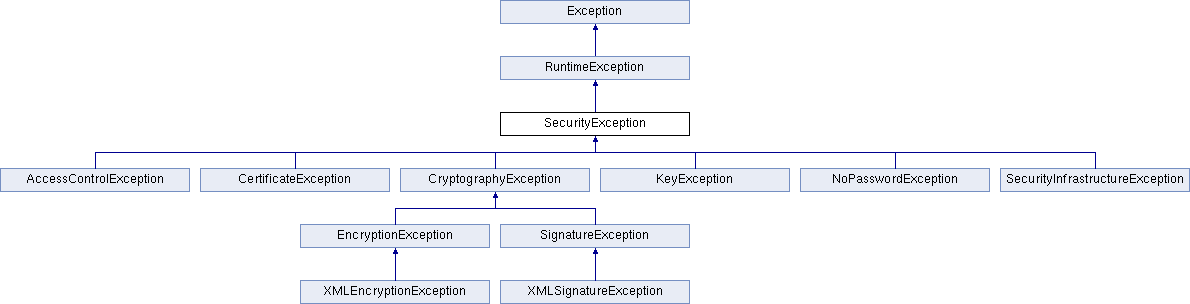 Exception
RuntimeException
SecurityException
AccessControlException
CertificateException
CryptographyException
KeyException
NoPasswordException
SecurityInfrastructureException
EncryptionException
SignatureException
XMLEncryptionException
XMLSignatureException